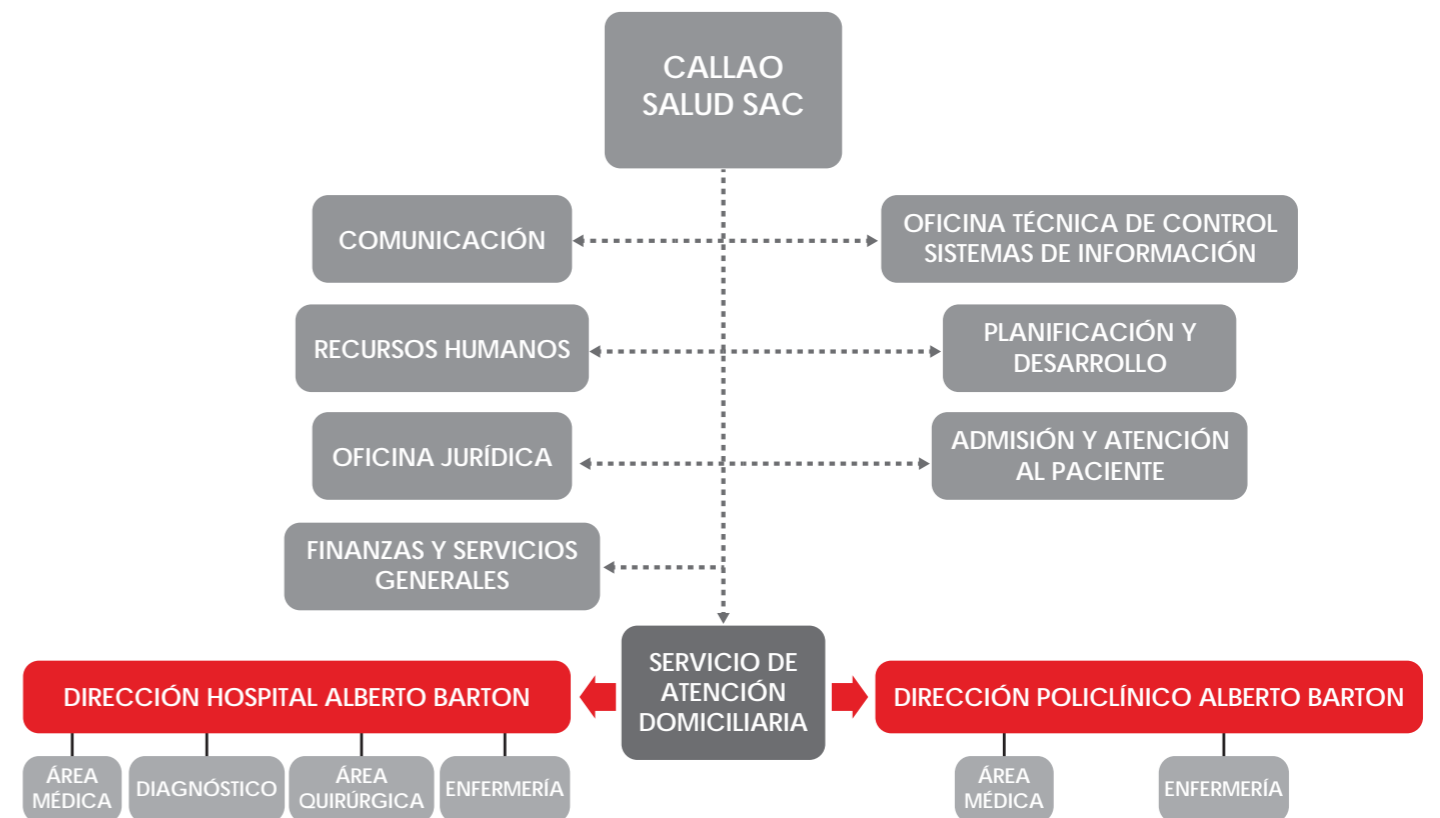 CALLAO
SALUD SAC
COMUNICACIÓN
OFICINA TÉCNICA DE CONTROL
SISTEMAS DE INFORMACIÓN
RECURSOS HUMANOS
PLANIFICACIÓN Y
DESARROLLO
OFICINA JURÍDICA
ADMISIÓN Y ATENCIÓN
AL PACIENTE
FINANZAS Y SERVICIOS
GENERALES
SERVICIO DE
ATENCIÓN
DOMICILIARIA
DIRECCIÓN HOSPITAL ALBERTO BARTON
DIRECCIÓN POLICLÍNICO ALBERTO BARTON
ÁREA
MÉDICA
DIAGNÓSTICO
ÁREA
QUIRÚRGICA
ENFERMERÍA
ÁREA
MÉDICA
ENFERMERÍA